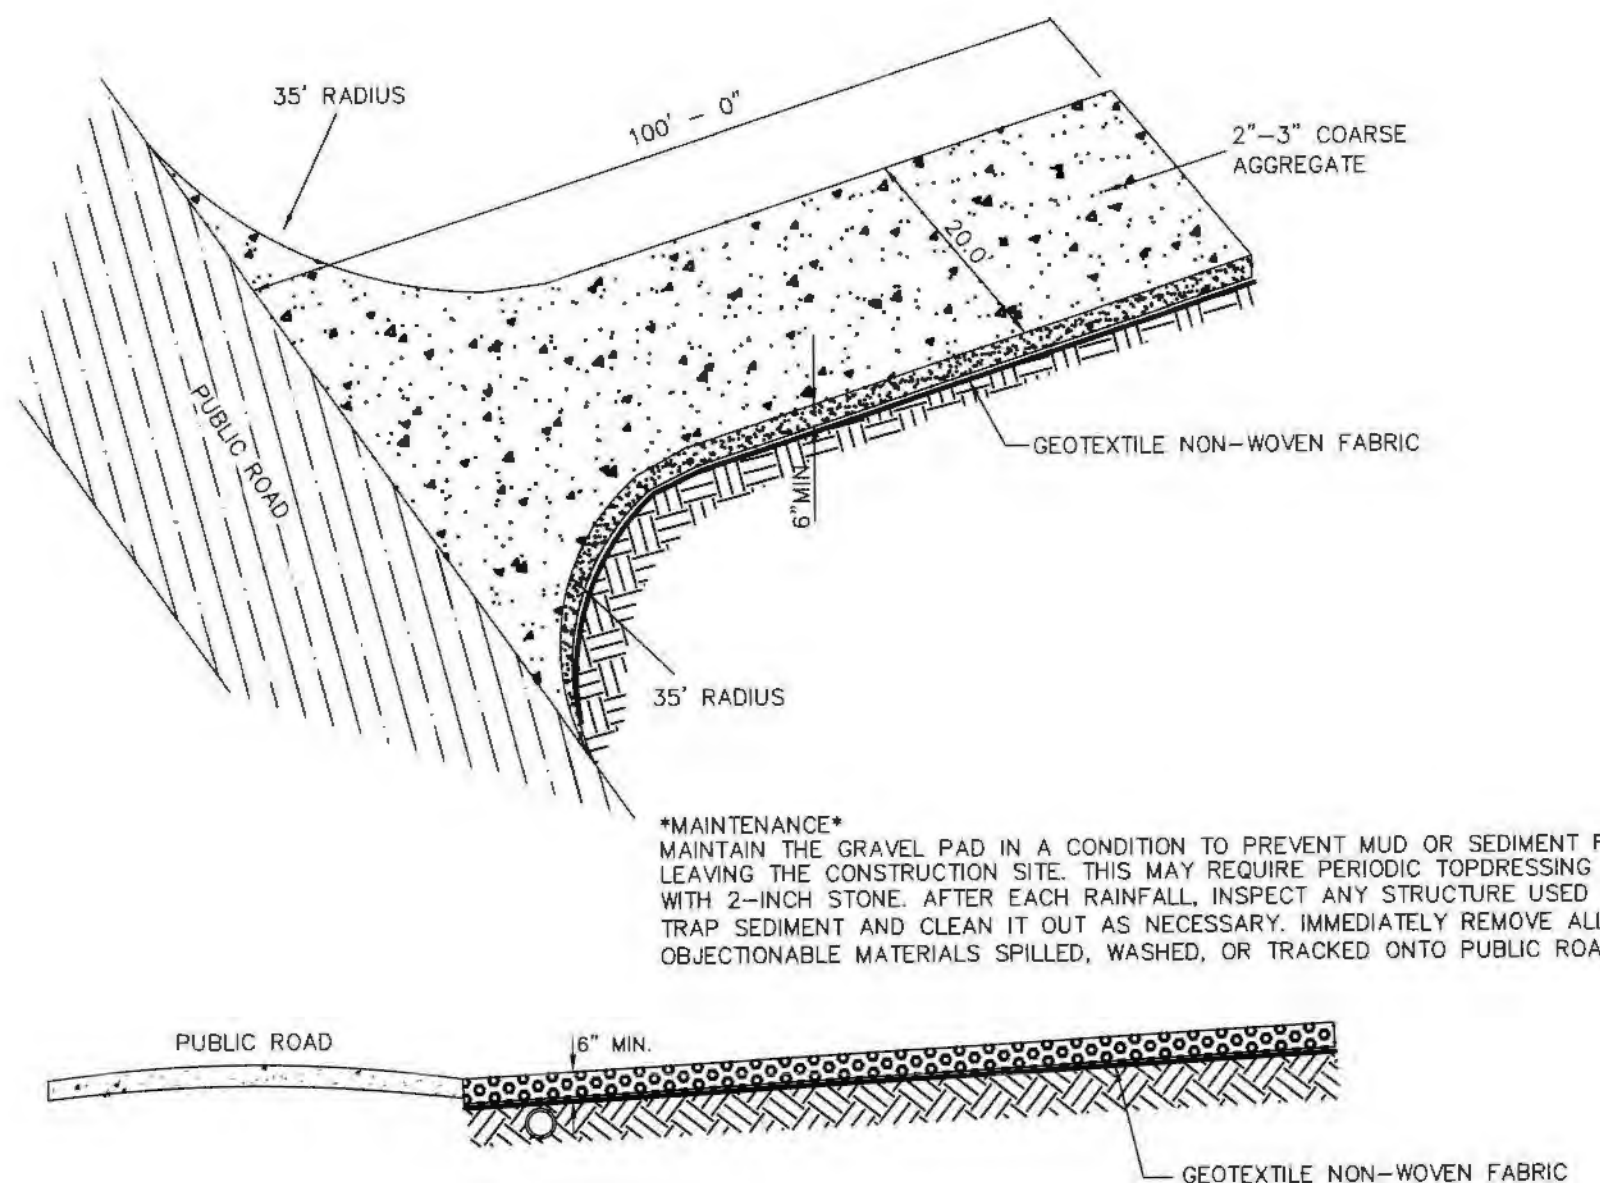 35' RADIUS
100' - 0"
2"-3" COARSE
AGGREGATE
20.0'
PUBLIC ROAD
GEOTEXTILE NON-WOVEN FABRIC
6" MIN.
35' RADIUS
*MAINTENANCE*
MAINTAIN THE GRAVEL PAD IN A CONDITION TO PREVENT MUD OR SEDIMENT
LEAVING THE CONSTRUCTION SITE. THIS MAY REQUIRE PERIODIC TOPDRESSING
WITH 2-INCH STONE. AFTER EACH RAINFALL, INSPECT ANY STRUCTURE USED
TRAP SEDIMENT AND CLEAN IT OUT AS NECESSARY. IMMEDIATELY REMOVE
OBJECTIONABLE MATERIALS SPILLED, WASHED, OR TRACKED ONTO PUBLIC
PUBLIC ROAD
6" MIN.
GEOTEXTILE NON-WOVEN FABRIC